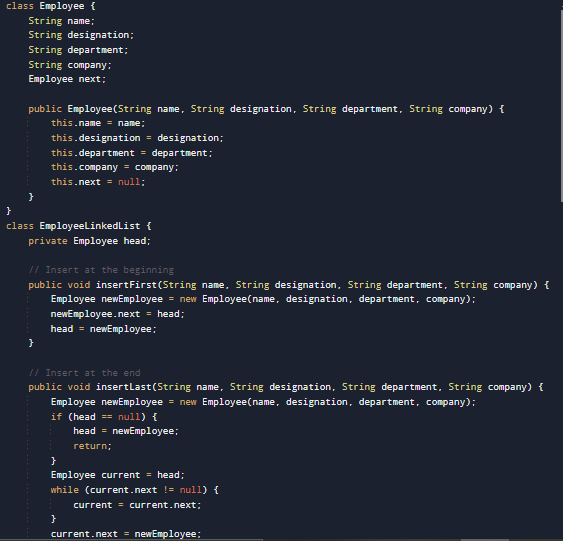 class Employee {
    String name;
    String designation;
    String department;
    String company;
    Employee next;

    public Employee(String name, String designation, String department, String company) {
        this.name = name;
        this.designation = designation;
        this.department = department;
        this.company = company;
        this.next = null;
    }
}
class EmployeeLinkedList {
    private Employee head;

    // Insert at the beginning
    public void insertFirst(String name, String designation, String department, String company) {
        Employee newEmployee = new Employee(name, designation, department, company);
        newEmployee.next = head;
        head = newEmployee;
    }

    // Insert at the end
    public void insertLast(String name, String designation, String department, String company) {
        Employee newEmployee = new Employee(name, designation, department, company);
        if (head == null) {
            head = newEmployee;
            return;
        }
        Employee current = head;
        while (current.next != null) {
            current = current.next;
        }
        current.next = newEmployee;